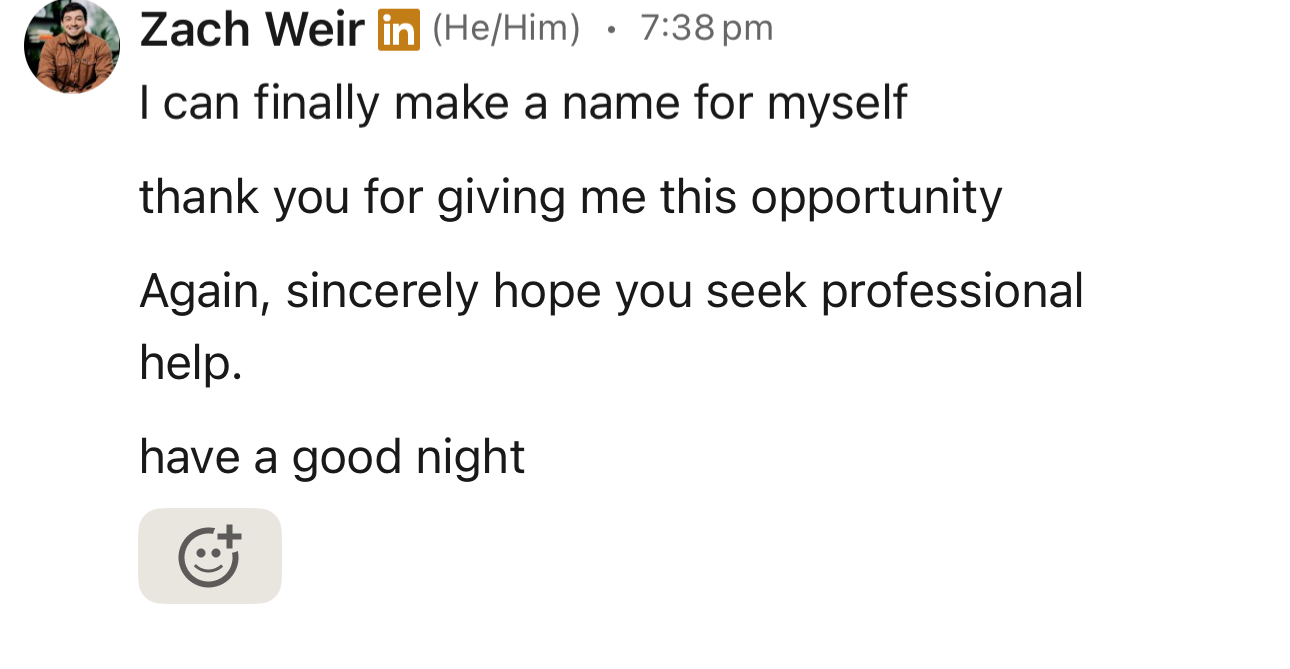 Zach Weir in (He/Him) • 7:38 pm
I can finally make a name for myself
thank you for giving me this opportunity
Again, sincerely hope you seek professional
help.
have a good night